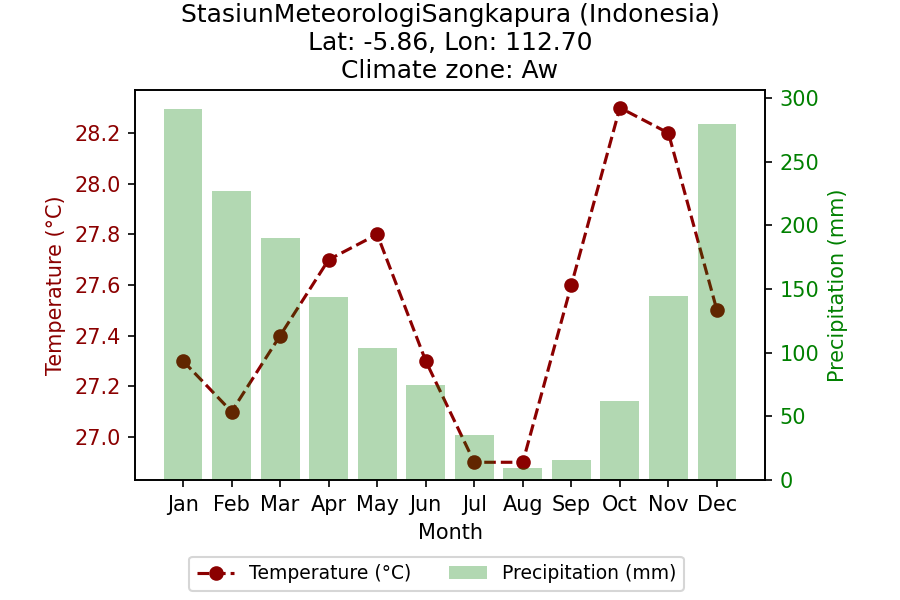 StasiunMeteorologiSangkapura (Indonesia)
Lat: -5.86, Lon: 112.70
Climate zone: Aw
Temperature (°C)
28.2
28.0
27.8
27.6
27.4
27.2
27.0
300
250
200
150
100
50
0
Precipitation (mm)
Jan Feb Mar Apr May Jun Jul Aug Sep Oct Nov Dec
Month
Temperature (°C) Precipitation (mm)